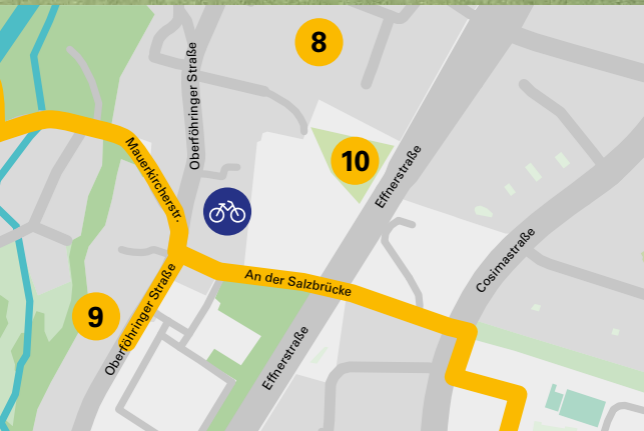 8
Oberföhringer Straße
10
Mauerkircherstr.
Effnerstraße
Cosimastraße
An der Salzbrücke
9
Oberföhringer Straße
Effnerstraße